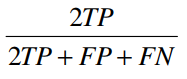 2TP
2TP + FP + FN